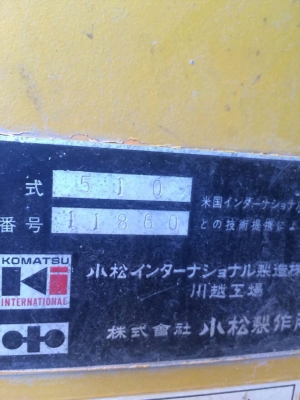 式 510
番号 11860
米国インターナショナ
との技術提携によ
KOMATSU
INTERNATIONAL
小松インターナショナル製造株
川越工場
株式會社 小松製作